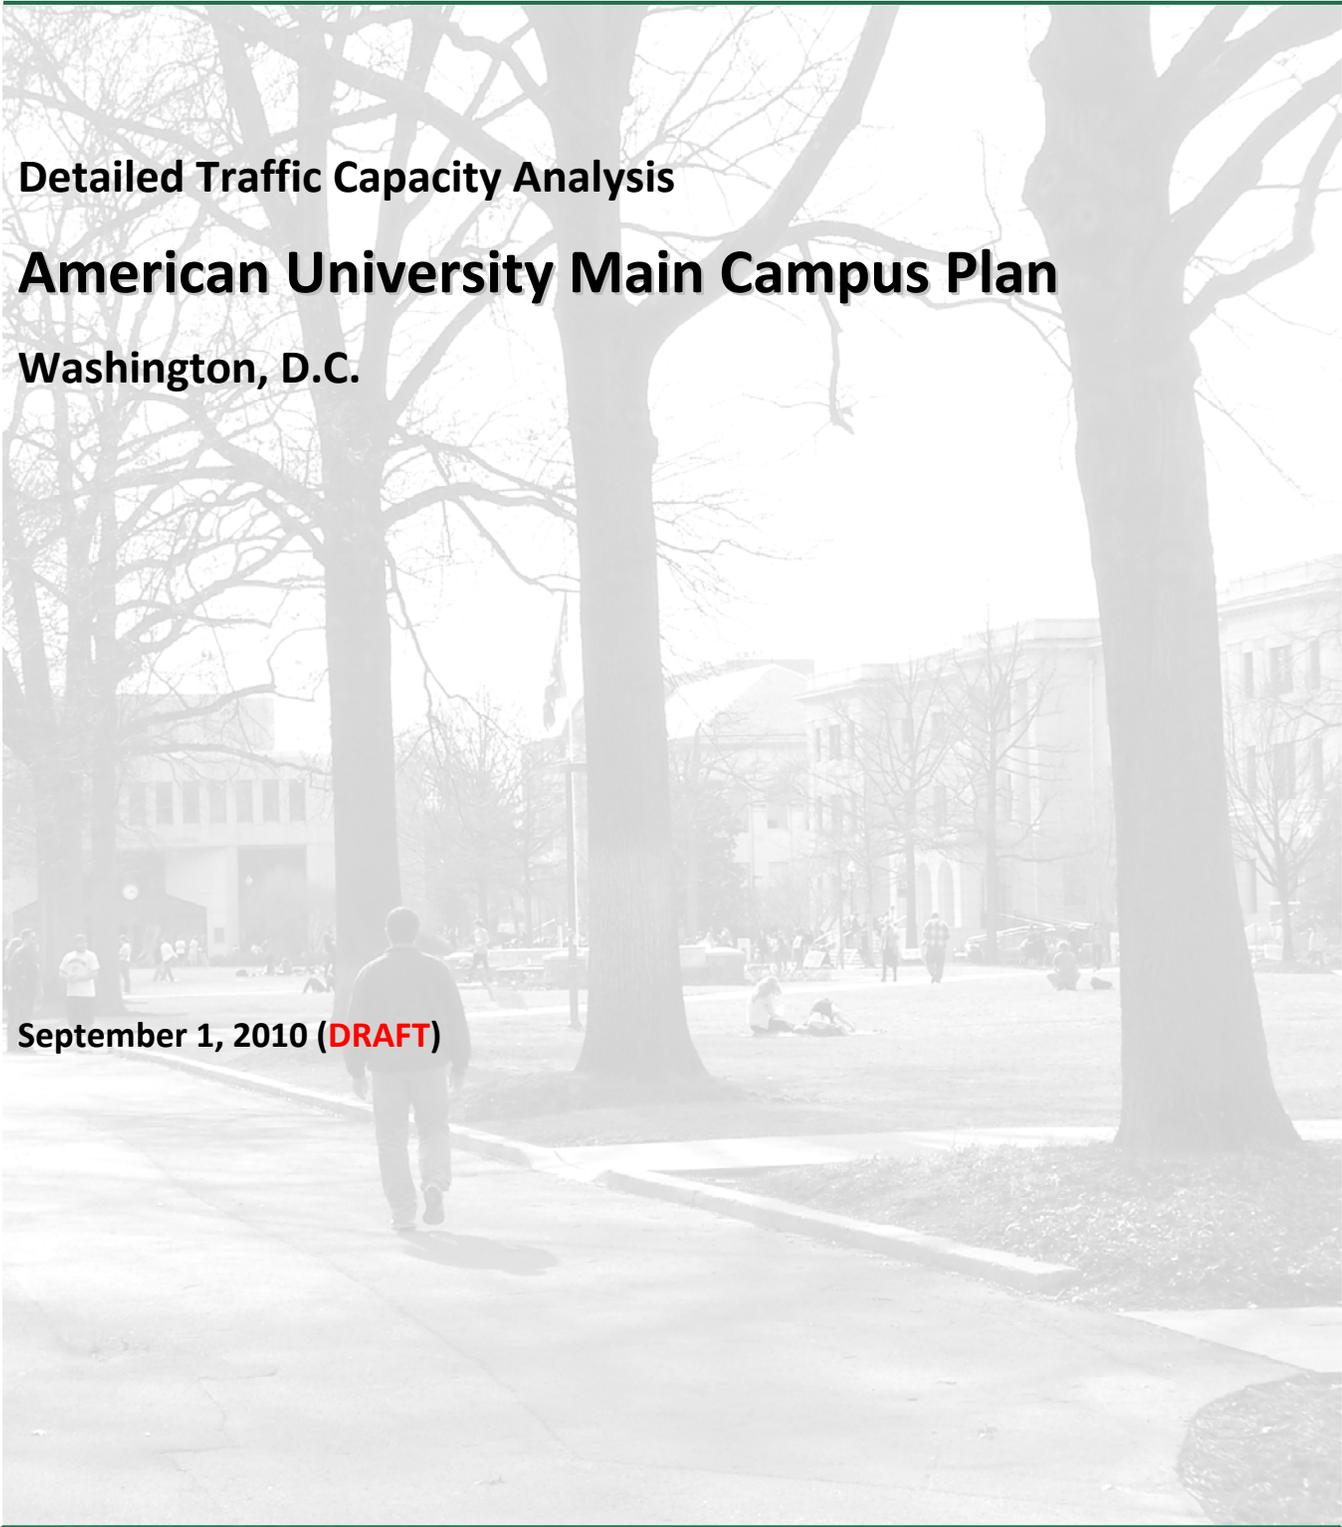 Detailed Traffic Capacity Analysis
American University Main Campus Plan
Washington, D.C.
September 1, 2010 (DRAFT)